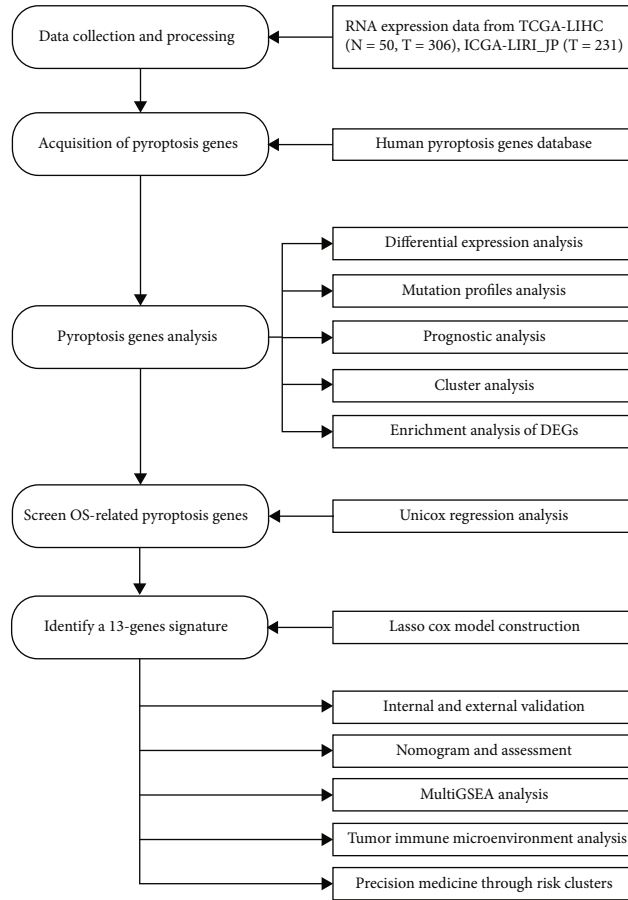 Data collection and processing
RNA expression data from TCGA-LIHC
(N = 50, T = 306), ICGA-LIRI_JP (T = 231)
Acquisition of pyroptosis genes
Human pyroptosis genes database
Pyroptosis genes analysis
Differential expression analysis
Mutation profiles analysis
Prognostic analysis
Cluster analysis
Enrichment analysis of DEGs
Screen OS-related pyroptosis genes
Unicox regression analysis
Identify a 13-genes signature
Lasso cox model construction
Internal and external validation
Nomogram and assessment
MultiGSEA analysis
Tumor immune microenvironment analysis
Precision medicine through risk clusters